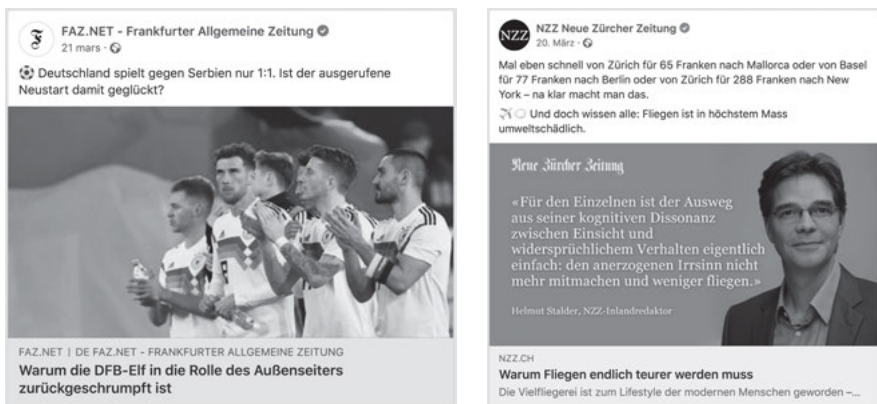 FAZ.NET - Frankfurter Allgemeine Zeitung
21 mars
⚽ Deutschland spielt gegen Serbien nur 1:1. Ist der ausgerufene
Neustart damit geglückt?
FAZ.NET | DE FAZ.NET - FRANKFURTER ALLGEMEINE ZEITUNG
Warum die DFB-Elf in die Rolle des Außenseiters
zurückgeschrumpft ist
NZZ
NZZ Neue Zürcher Zeitung
20. März
Mal eben schnell von Zürich für 65 Franken nach Mallorca oder von Basel
für 77 Franken nach Berlin oder von Zürich für 288 Franken nach New
York – na klar macht man das.
Und doch wissen alle: Fliegen ist in höchstem Mass
umweltschädlich.
Neue Zürcher Zeitung
«Für den Einzelnen ist der Ausweg
aus seiner kognitiven Dissonanz
zwischen Einsicht und
widersprüchlichem Verhalten eigentlich
einfach: den anerzogenen Irrsinn nicht
mehr mitmachen und weniger fliegen.»
Helmut Stalder, NZZ-Inlandredaktor
NZZ.CH
Warum Fliegen endlich teurer werden muss
Die Vielfliegerei ist zum Lifestyle der modernen Menschen geworden –...